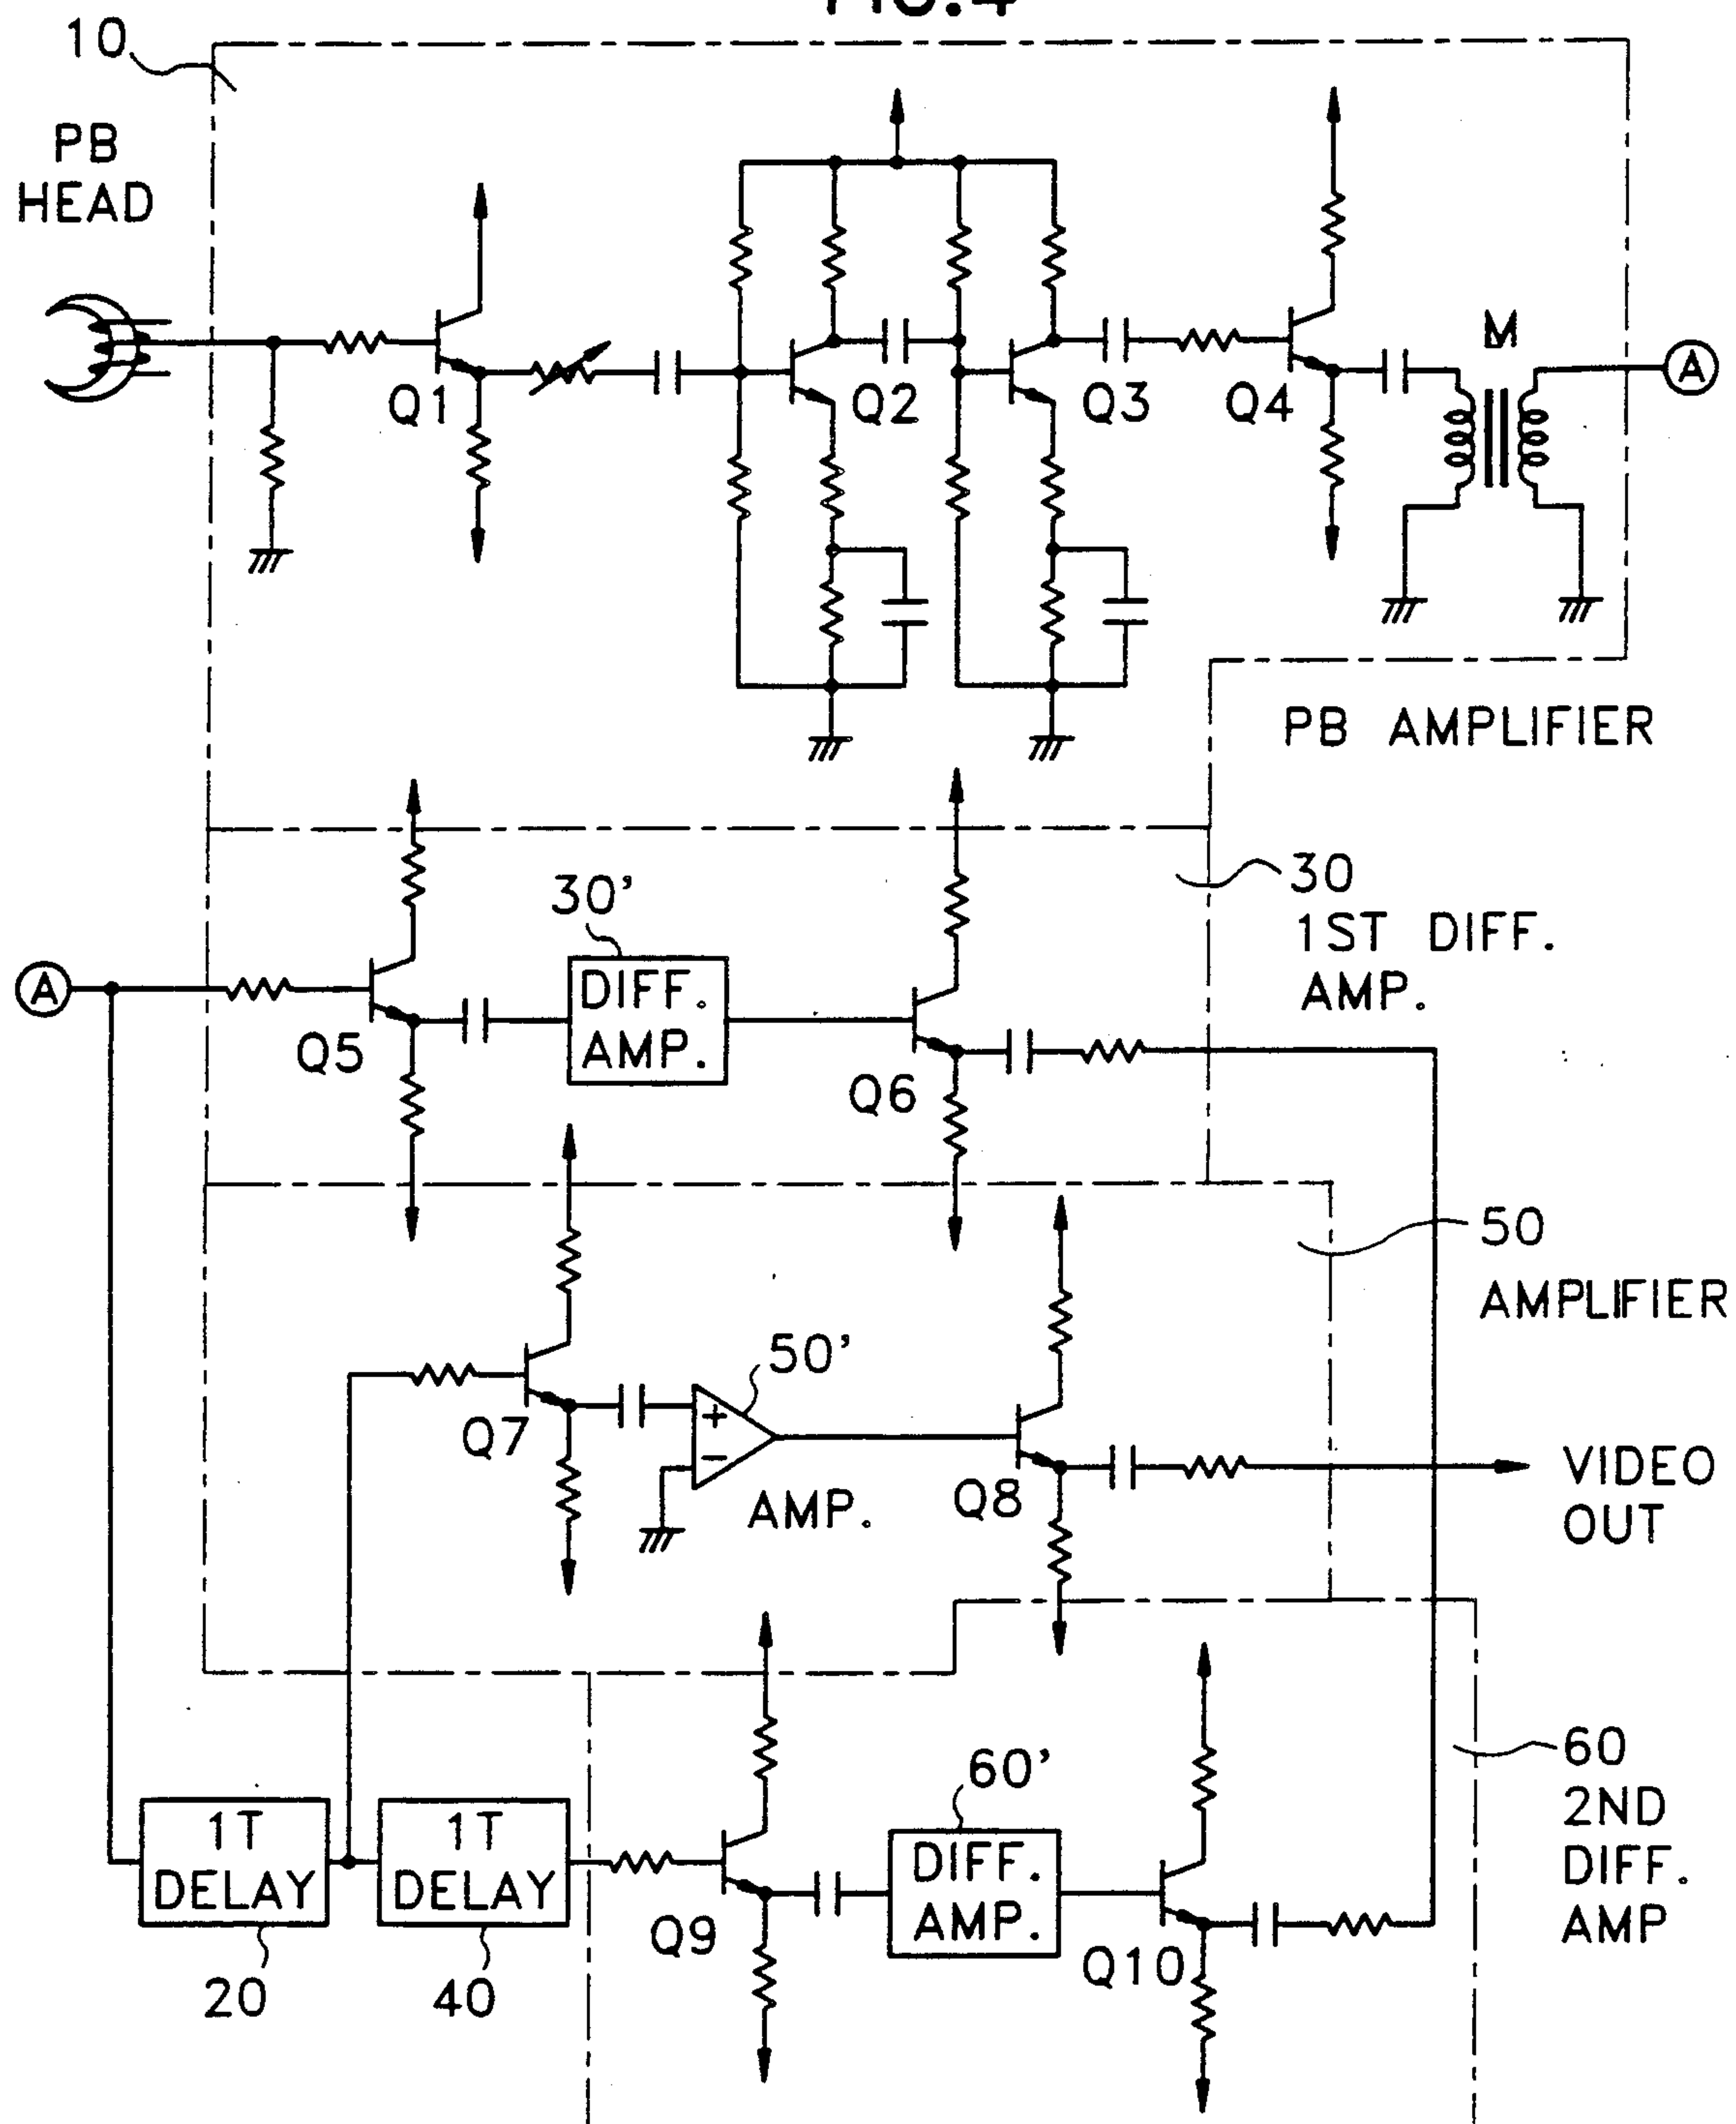 FIG.4
10
PB
HEAD
Q1
Q2
Q3
Q4
M
A
PB AMPLIFIER
30
1ST DIFF.
AMP.
30'
A
DIFF.
AMP.
Q5
Q6
50
AMPLIFIER
50'
+
−
Q7
AMP.
Q8
VIDEO
OUT
60
2ND
DIFF.
AMP
60'
1T
DELAY
1T
DELAY
DIFF.
AMP.
Q9
Q10
20
40